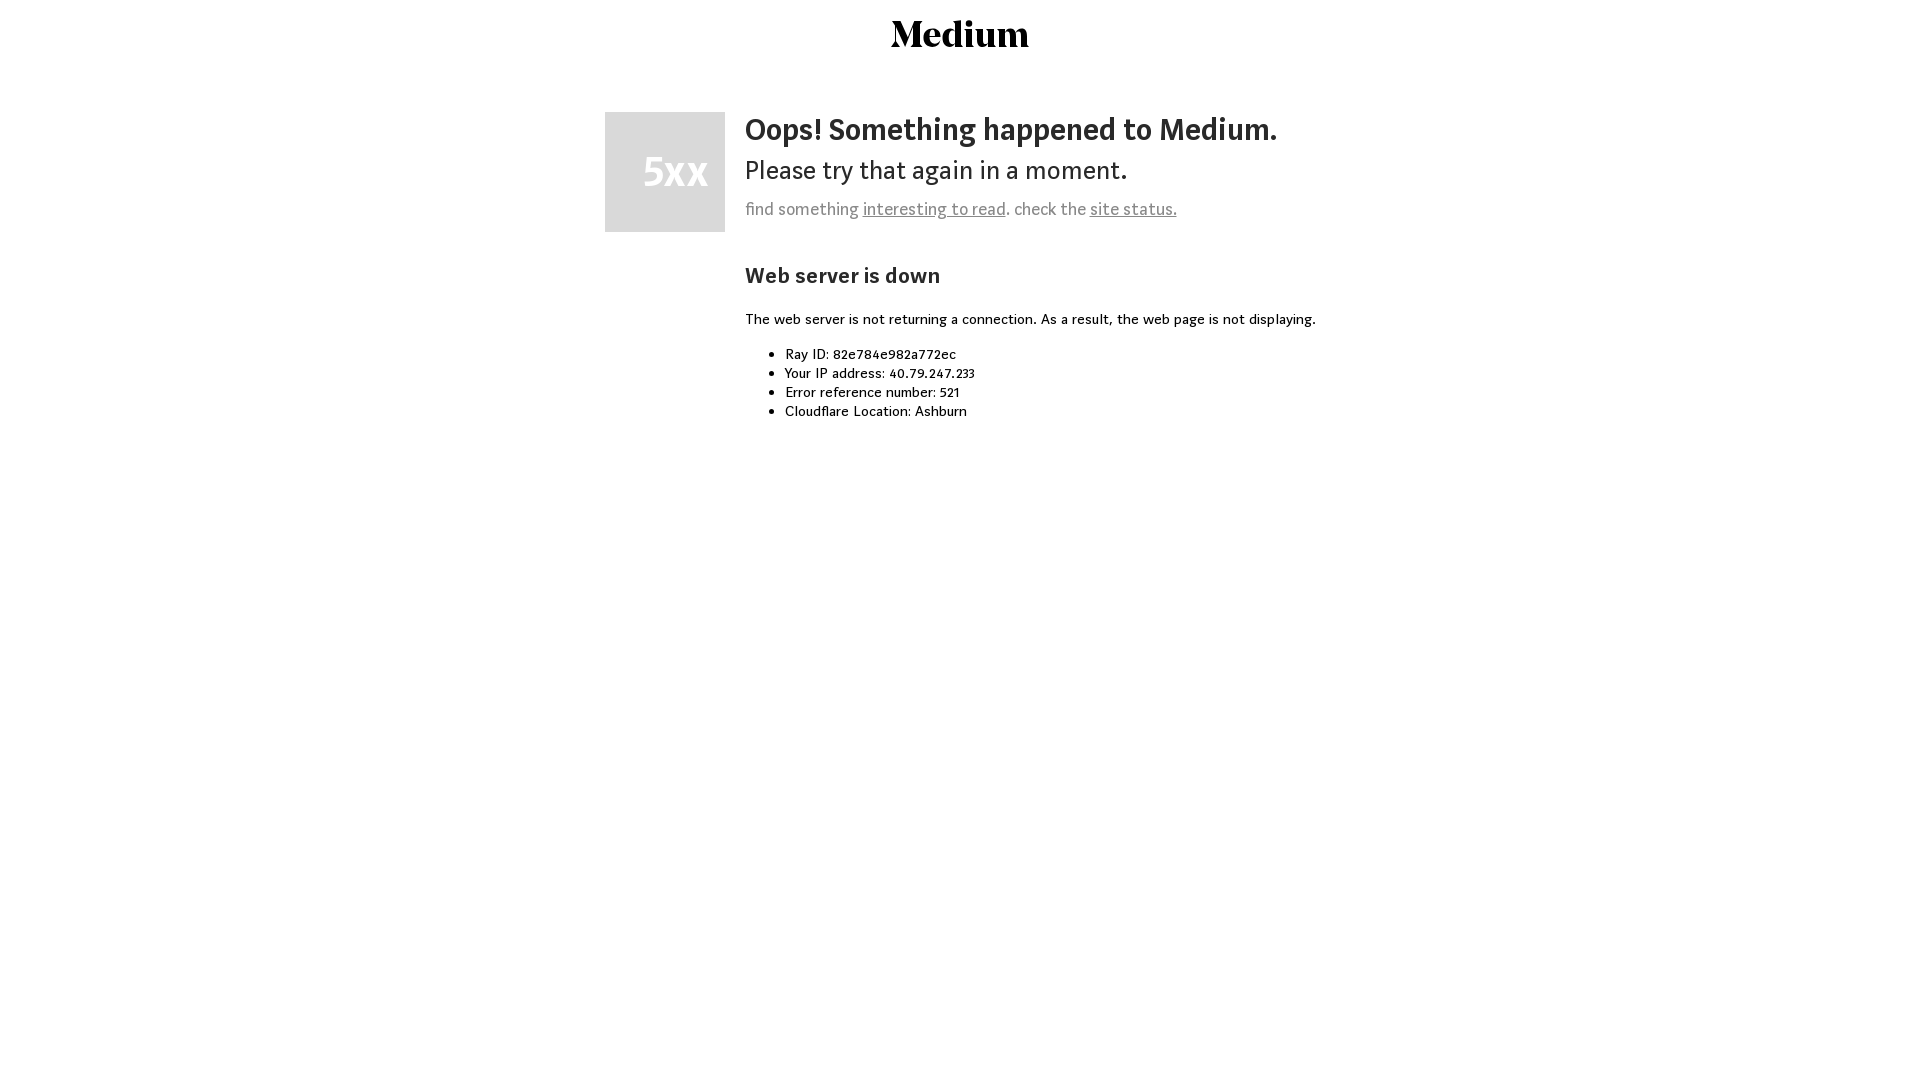 Medium
5xx
Oops! Something happened to Medium.
Please try that again in a moment.
find something interesting to read. check the site status.
Web server is down
The web server is not returning a connection. As a result, the web page is not displaying.
• Ray ID: 82e784e982a772ec
• Your IP address: 40.79.247.233
• Error reference number: 521
• Cloudflare Location: Ashburn